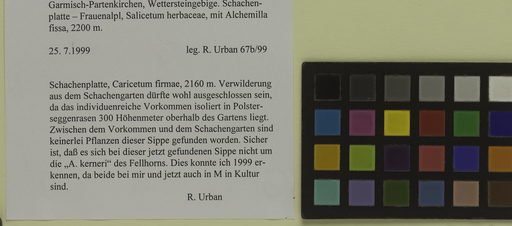 Garmisch-Partenkirchen, Wettersteingebige. Schachen-
platte – Frauenalpl, Salicetum herbaceae, mit Alchemilla
fissa, 2200 m.
25. 7.1999 leg. R. Urban 67b/99
Schachenplatte, Caricetum firmae, 2160 m. Verwilderung
aus dem Schachengarten dürfte wohl ausgeschlossen sein,
da das individuenreiche Vorkommen isoliert in Polster-
seggenrasen 300 Höhenmeter oberhalb des Gartens liegt.
Zwischen dem Vorkommen und dem Schachengarten sind
keinerlei Pflanzen dieser Sippe gefunden worden. Sicher
ist, daß es sich bei dieser jetzt gefundenen Sippe nicht um
die „A. kerneri“ des Fellhorns. Dies konnte ich 1999 er-
kennen, da beide bei mir und jetzt auch in M in Kultur
sind.
R. Urban